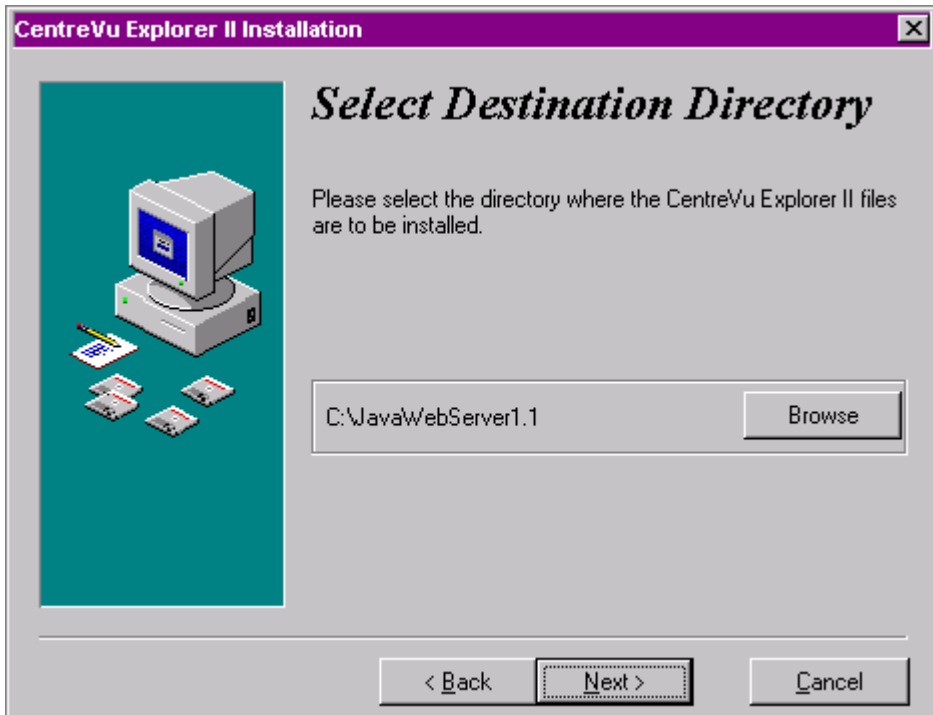 CentreVu Explorer II Installation
Select Destination Directory
Please select the directory where the CentreVu Explorer II files
are to be installed.
C:\JavaWebServer1.1
Browse
< Back
Next >
Cancel